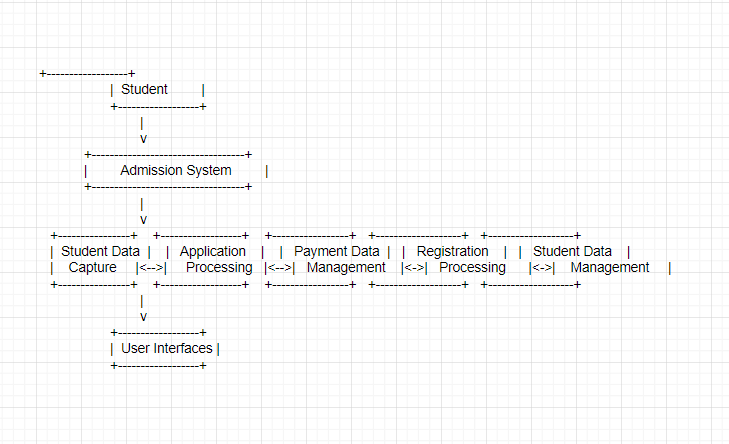 +------------------+
| Student |
+------------------+
|
v
+----------------------------------+
| Admission System |
+----------------------------------+
|
v
+----------------+ +------------------+ +-----------------+ +-------------------+ +-------------------+
| Student Data | | Application | | Payment Data | | Registration | | Student Data |
| Capture |<-->| Processing |<-->| Management |<->| Processing |<->| Management |
+----------------+ +------------------+ +-----------------+ +-------------------+ +-------------------+
|
v
+------------------+
| User Interfaces |
+------------------+